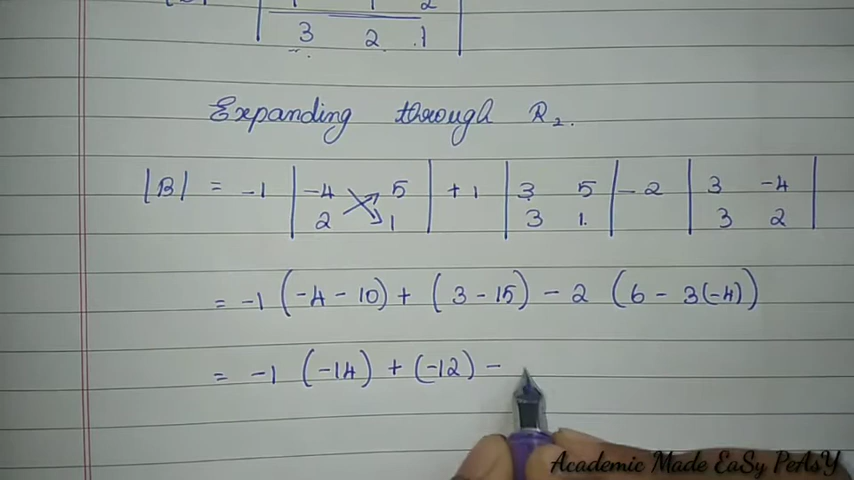 3 2 1
Expanding through R₂.
|B| = -1 | -4 5 | + 1 | 3 5 | - 2 | 3 -4 |
2 1 3 1. 3 2
= -1 (-4 - 10) + (3 - 15) - 2 (6 - 3(-4))
= -1 (-14) + (-12) -
Academic Made EaSy PeAsY